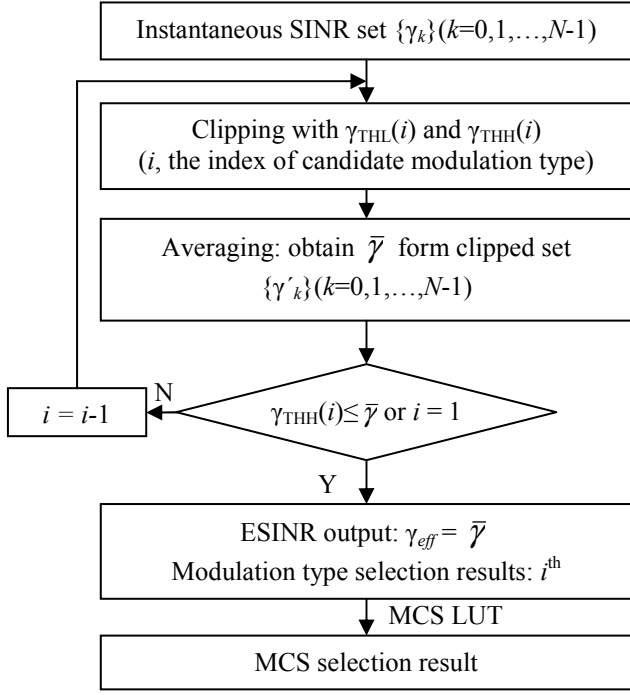 Instantaneous SINR set {γk}(k=0,1,…,N-1)
Clipping with γTHL(i) and γTHH(i)
(i, the index of candidate modulation type)
Averaging: obtain γ̄ form clipped set
{γ´k}(k=0,1,…,N-1)
N
i = i-1
γTHH(i)≤ γ̄ or i = 1
Y
ESINR output: γeff = γ̄
Modulation type selection results: ith
MCS LUT
MCS selection result